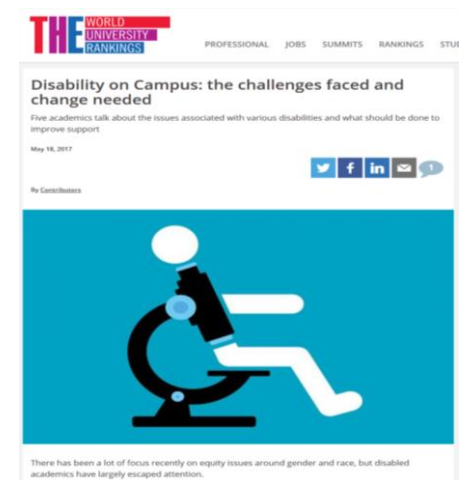 THE WORLD
UNIVERSITY
RANKINGS
PROFESSIONAL JOBS SUMMITS RANKINGS STUD
Disability on Campus: the challenges faced and
change needed
Five academics talk about the issues associated with various disabilities and what should be done to
improve support
May 18, 2017
1
By Contributors
There has been a lot of focus recently on equity issues around gender and race, but disabled
academics have largely escaped attention.